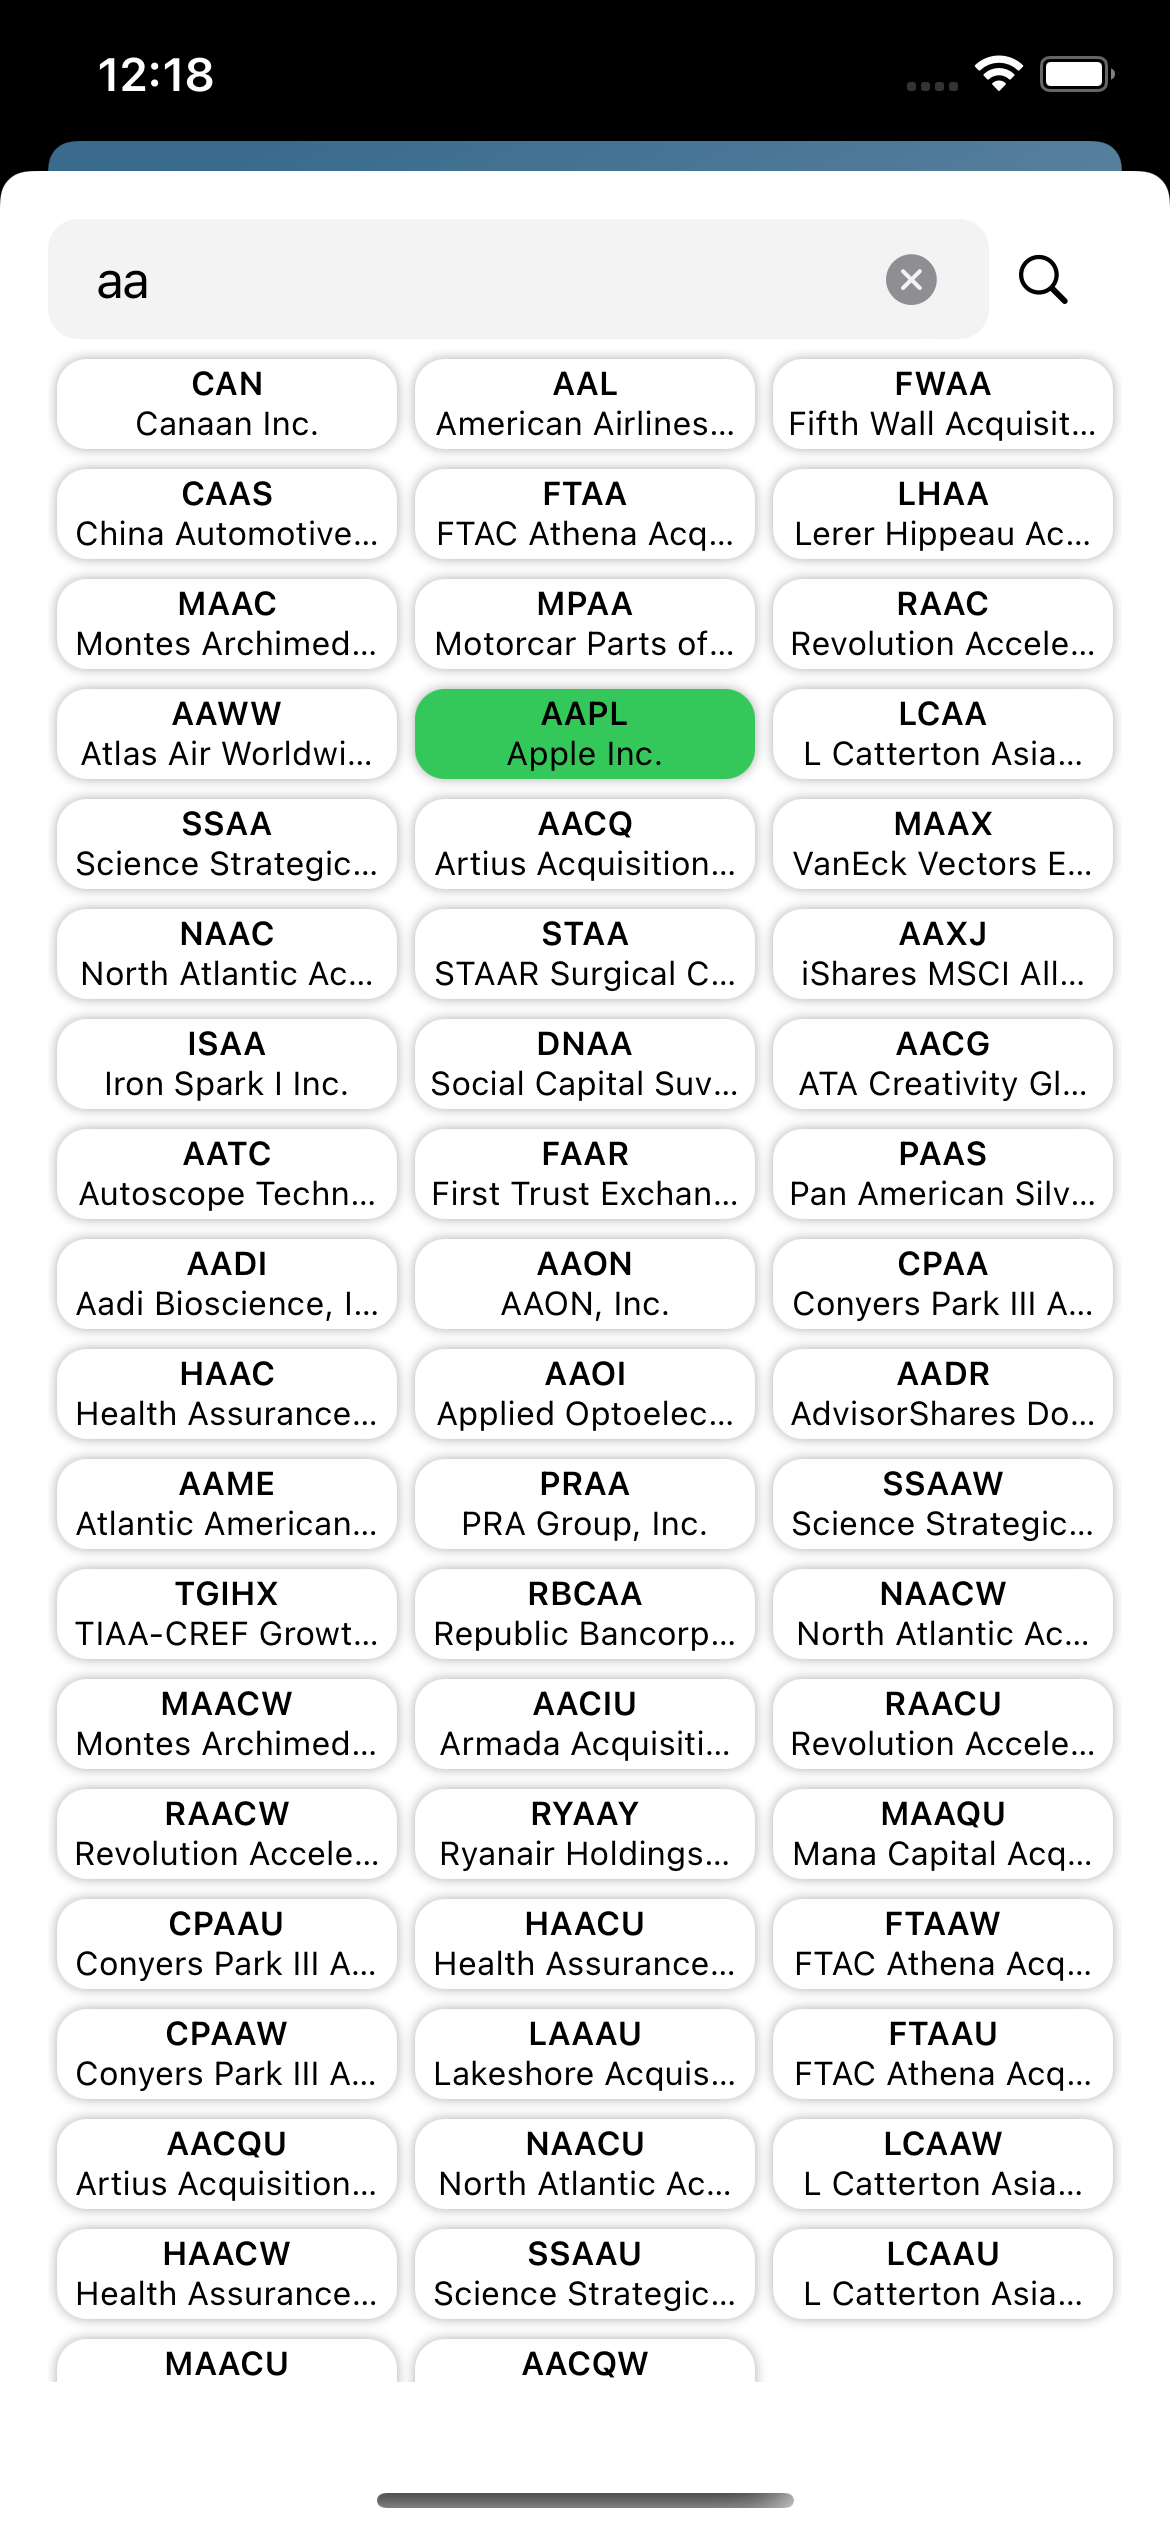 12:18
aa
CAN
Canaan Inc.
AAL
American Airlines...
FWAA
Fifth Wall Acquisit...
CAAS
China Automotive...
FTAA
FTAC Athena Acq...
LHAA
Lerer Hippeau Ac...
MAAC
Montes Archimed...
MPAA
Motorcar Parts of...
RAAC
Revolution Accele...
AAWW
Atlas Air Worldwi...
AAPL
Apple Inc.
LCAA
L Catterton Asia...
SSAA
Science Strategic...
AACQ
Artius Acquisition...
MAAX
VanEck Vectors E...
NAAC
North Atlantic Ac...
STAA
STAAR Surgical C...
AAXJ
iShares MSCI All...
ISAA
Iron Spark I Inc.
DNAA
Social Capital Suv...
AACG
ATA Creativity Gl...
AATC
Autoscope Techn...
FAAR
First Trust Exchan...
PAAS
Pan American Silv...
AADI
Aadi Bioscience, I...
AAON
AAON, Inc.
CPAA
Conyers Park III A...
HAAC
Health Assurance...
AAOI
Applied Optoelec...
AADR
AdvisorShares Do...
AAME
Atlantic American...
PRAA
PRA Group, Inc.
SSAAW
Science Strategic...
TGIHX
TIAA-CREF Growt...
RBCAA
Republic Bancorp...
NAACW
North Atlantic Ac...
MAACW
Montes Archimed...
AACIU
Armada Acquisiti...
RAACU
Revolution Accele...
RAACW
Revolution Accele...
RYAAY
Ryanair Holdings...
MAAQU
Mana Capital Acq...
CPAAU
Conyers Park III A...
HAACU
Health Assurance...
FTAAW
FTAC Athena Acq...
CPAAW
Conyers Park III A...
LAAAU
Lakeshore Acquis...
FTAAU
FTAC Athena Acq...
AACQU
Artius Acquisition...
NAACU
North Atlantic Ac...
LCAAW
L Catterton Asia...
HAACW
Health Assurance...
SSAAU
Science Strategic...
LCAAU
L Catterton Asia...
MAACU
AACQW